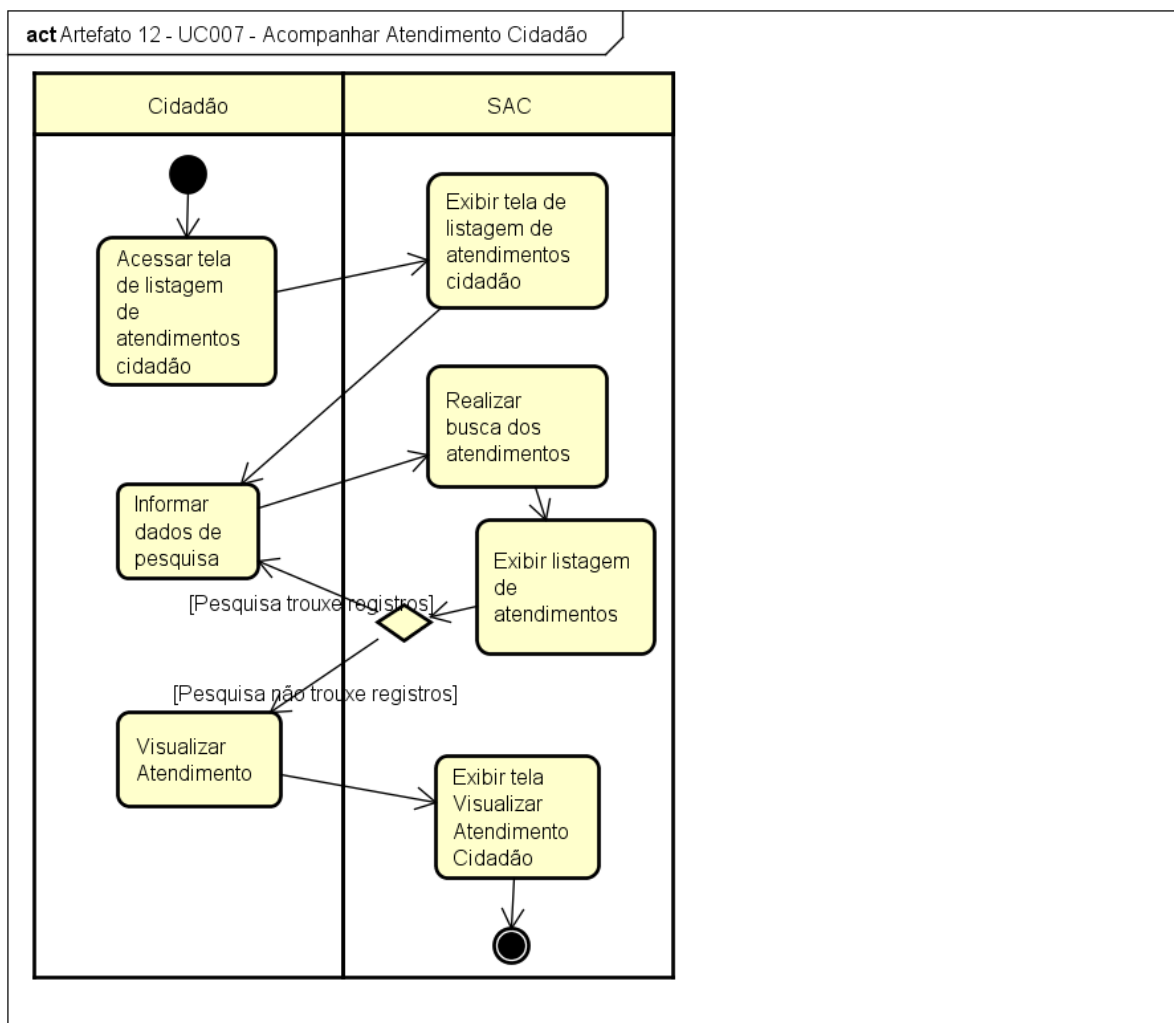 act Artefato 12 - UC007 - Acompanhar Atendimento Cidadão
Cidadão
SAC
Acessar tela
de listagem
de
atendimentos
cidadão
Exibir tela de
listagem de
atendimentos
cidadão
Informar
dados de
pesquisa
Realizar
busca dos
atendimentos
Exibir listagem
de
atendimentos
[Pesquisa trouxe registros]
[Pesquisa não trouxe registros]
Visualizar
Atendimento
Exibir tela
Visualizar
Atendimento
Cidadão